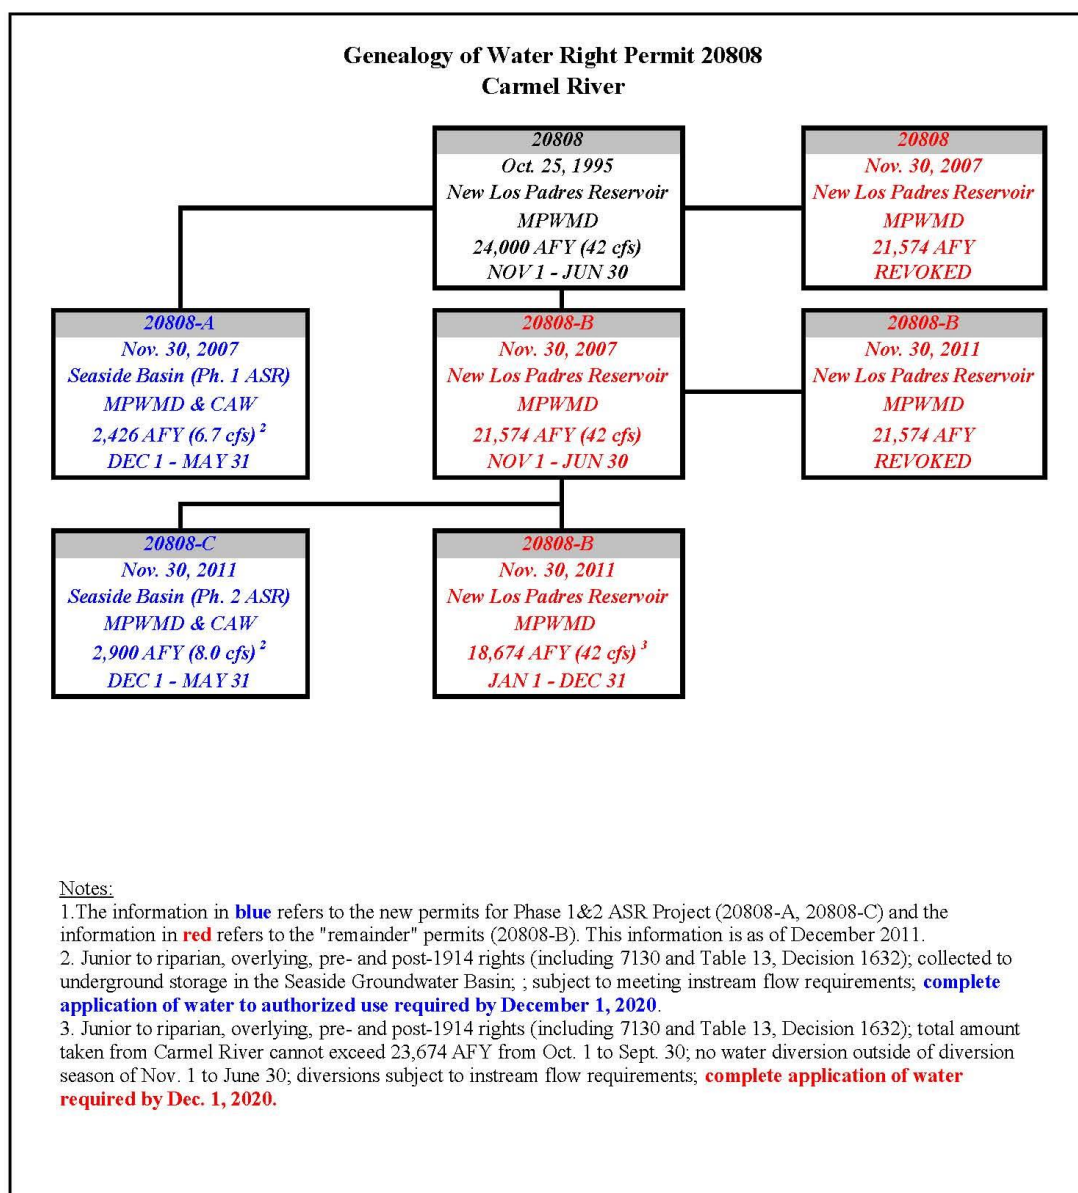 Genealogy of Water Right Permit 20808
Carmel River
20808
Oct. 25, 1995
New Los Padres Reservoir
MPWMD
24,000 AFY (42 cfs)
NOV 1 - JUN 30
20808
Nov. 30, 2007
New Los Padres Reservoir
MPWMD
21,574 AFY
REVOKED
20808-A
Nov. 30, 2007
Seaside Basin (Ph. 1 ASR)
MPWMD & CAW
2,426 AFY (6.7 cfs) 2
DEC 1 - MAY 31
20808-B
Nov. 30, 2007
New Los Padres Reservoir
MPWMD
21,574 AFY (42 cfs)
NOV 1 - JUN 30
20808-B
Nov. 30, 2011
New Los Padres Reservoir
MPWMD
21,574 AFY
REVOKED
20808-C
Nov. 30, 2011
Seaside Basin (Ph. 2 ASR)
MPWMD & CAW
2,900 AFY (8.0 cfs) 2
DEC 1 - MAY 31
20808-B
Nov. 30, 2011
New Los Padres Reservoir
MPWMD
18,674 AFY (42 cfs) 3
JAN 1 - DEC 31
Notes:
1.The information in blue refers to the new permits for Phase 1&2 ASR Project (20808-A, 20808-C) and the
information in red refers to the "remainder" permits (20808-B). This information is as of December 2011.
2. Junior to riparian, overlying, pre- and post-1914 rights (including 7130 and Table 13, Decision 1632); collected to
underground storage in the Seaside Groundwater Basin; ; subject to meeting instream flow requirements; complete
application of water to authorized use required by December 1, 2020.
3. Junior to riparian, overlying, pre- and post-1914 rights (including 7130 and Table 13, Decision 1632); total amount
taken from Carmel River cannot exceed 23,674 AFY from Oct. 1 to Sept. 30; no water diversion outside of diversion
season of Nov. 1 to June 30; diversions subject to instream flow requirements; complete application of water
required by Dec. 1, 2020.